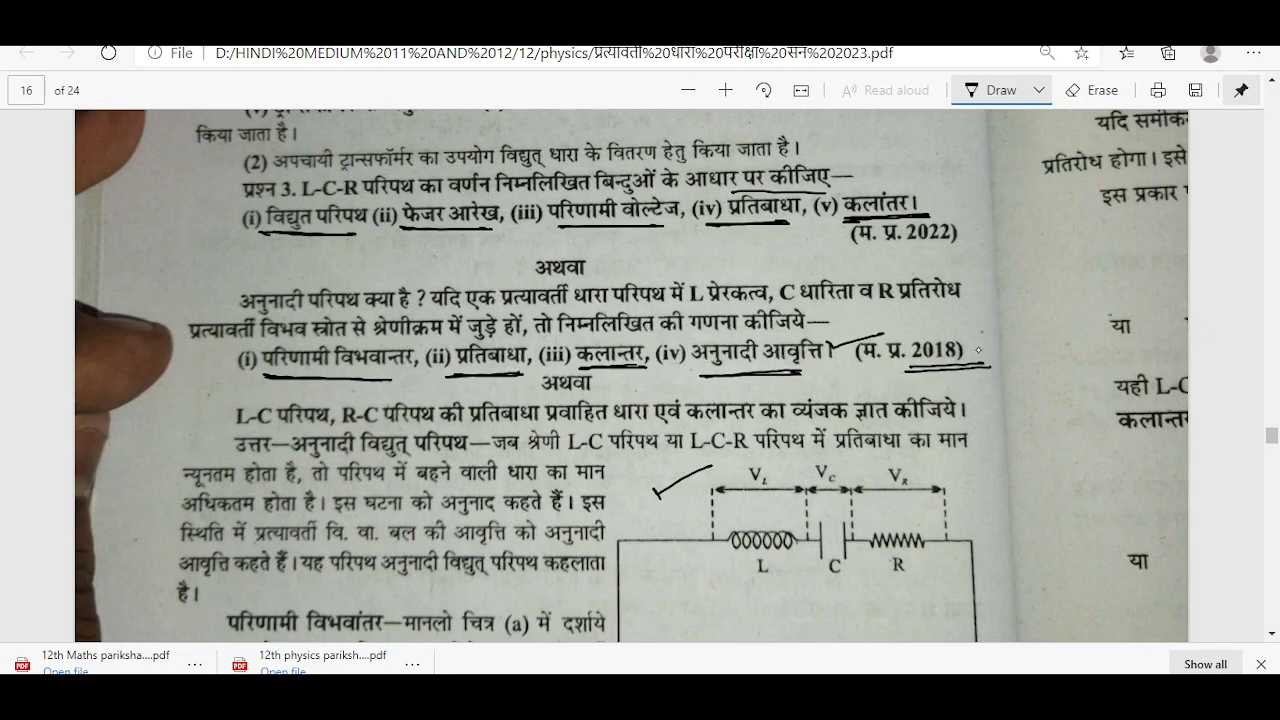 File D:/HINDI%20MEDIUM%2011%20AND%2012/12/physics/प्रत्यावर्ती%20धारा%20परीक्षा%20सन%202023.pdf
16 of 24 Read aloud Draw Erase
किया जाता है।
(2) अपचायी ट्रान्सफॉर्मर का उपयोग विद्युत् धारा के वितरण हेतु किया जाता है।
प्रश्न 3. L-C-R परिपथ का वर्णन निम्नलिखित बिन्दुओं के आधार पर कीजिए—
(i) विद्युत परिपथ (ii) फेजर आरेख, (iii) परिणामी वोल्टेज, (iv) प्रतिबाधा, (v) कलांतर।
(म. प्र. 2022)
अथवा
अनुनादी परिपथ क्या है ? यदि एक प्रत्यावर्ती धारा परिपथ में L प्रेरकत्व, C धारिता व R प्रतिरोध
प्रत्यावर्ती विभव स्त्रोत से श्रेणीक्रम में जुड़े हों, तो निम्नलिखित की गणना कीजिये—
(i) परिणामी विभवान्तर, (ii) प्रतिबाधा, (iii) कलान्तर, (iv) अनुनादी आवृत्ति। (म. प्र. 2018)
अथवा
L-C परिपथ, R-C परिपथ की प्रतिबाधा प्रवाहित धारा एवं कलान्तर का व्यंजक ज्ञात कीजिये।
उत्तर—अनुनादी विद्युत् परिपथ—जब श्रेणी L-C परिपथ या L-C-R परिपथ में प्रतिबाधा का मान
न्यूनतम होता है, तो परिपथ में बहने वाली धारा का मान
अधिकतम होता है। इस घटना को अनुनाद कहते हैं। इस
स्थिति में प्रत्यावर्ती वि. वा. बल की आवृत्ति को अनुनादी
आवृत्ति कहते हैं। यह परिपथ अनुनादी विद्युत् परिपथ कहलाता
है।
परिणामी विभवांतर—मानलो चित्र (a) में दर्शाये
V_L V_C V_R
L C R
यदि समीक
प्रतिरोध होगा। इसे
इस प्रकार
या
यही L-C
कलान्त
या
12th Maths pariksha....pdf 12th physics pariksh....pdf Show all
Open file Open file